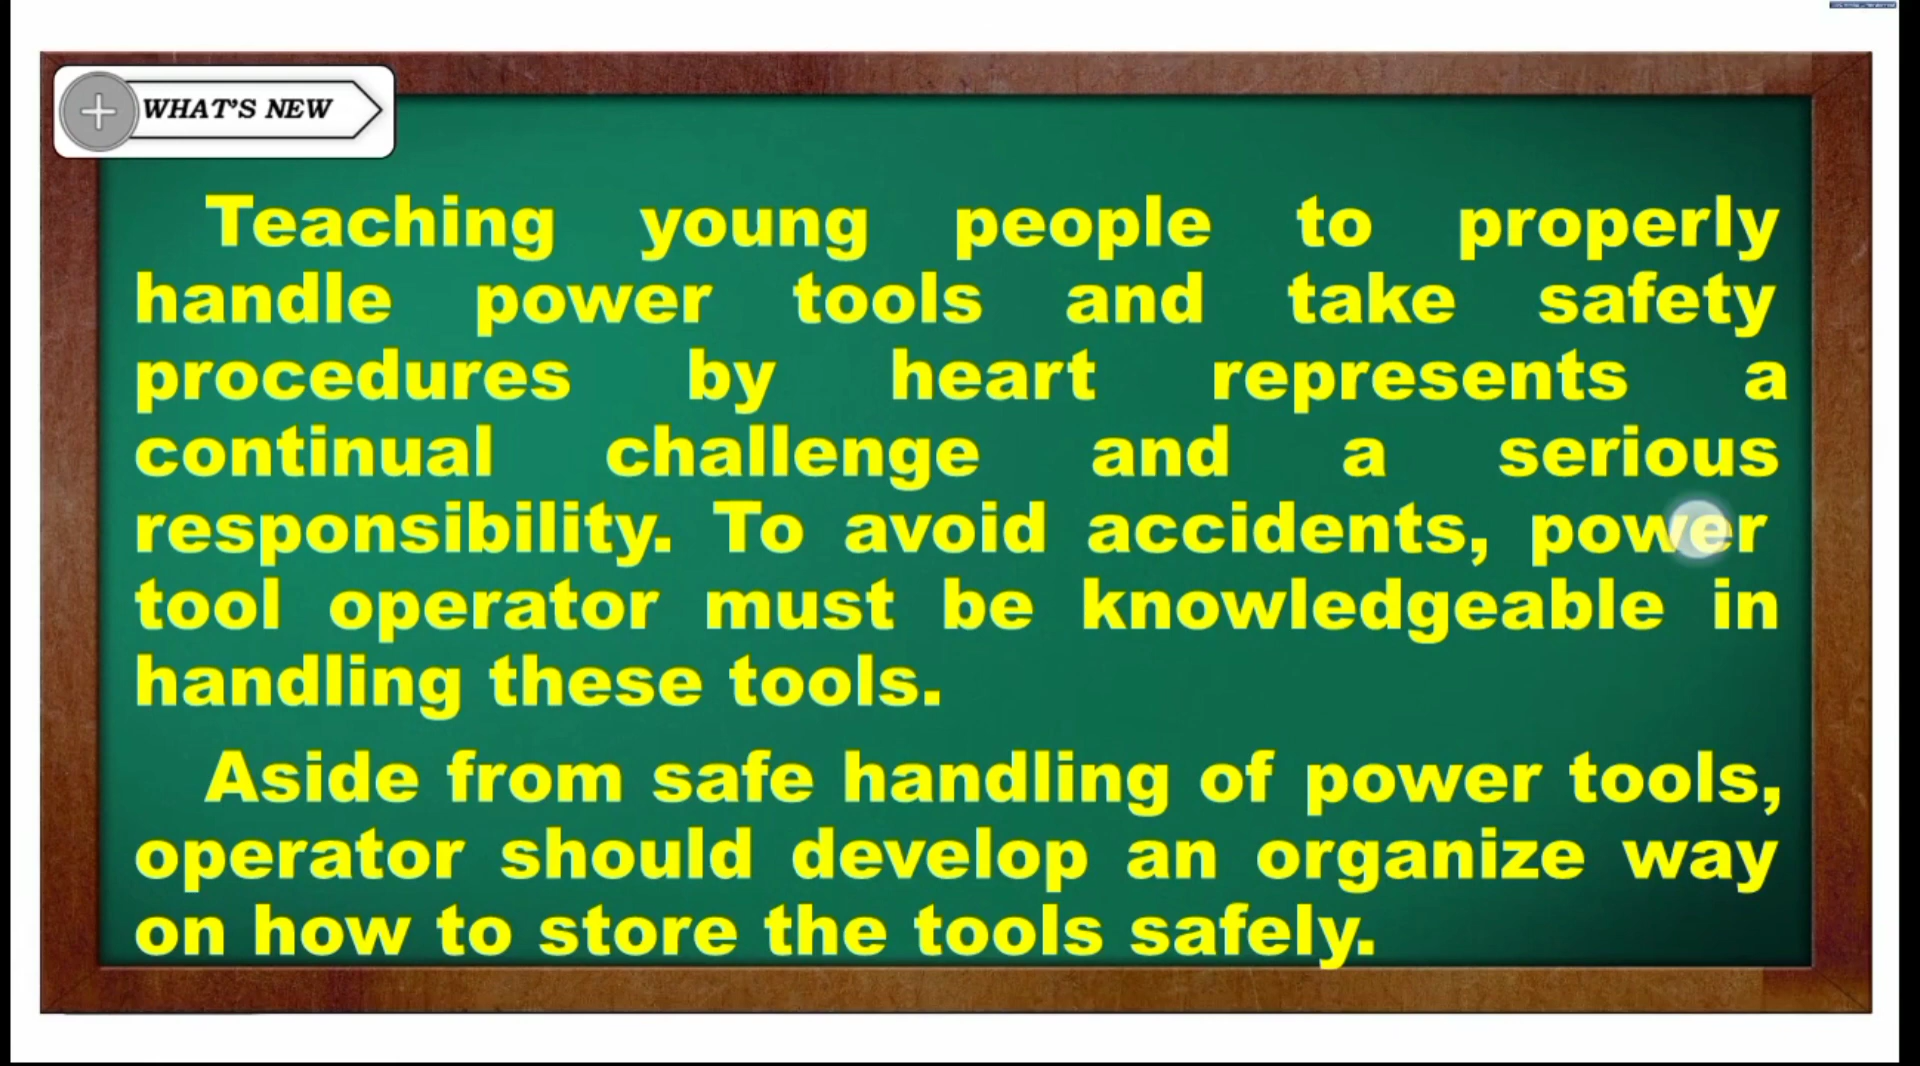 WHAT'S NEW
Teaching young people to properly
handle power tools and take safety
procedures by heart represents a
continual challenge and a serious
responsibility. To avoid accidents, power
tool operator must be knowledgeable in
handling these tools.
Aside from safe handling of power tools,
operator should develop an organize way
on how to store the tools safely.